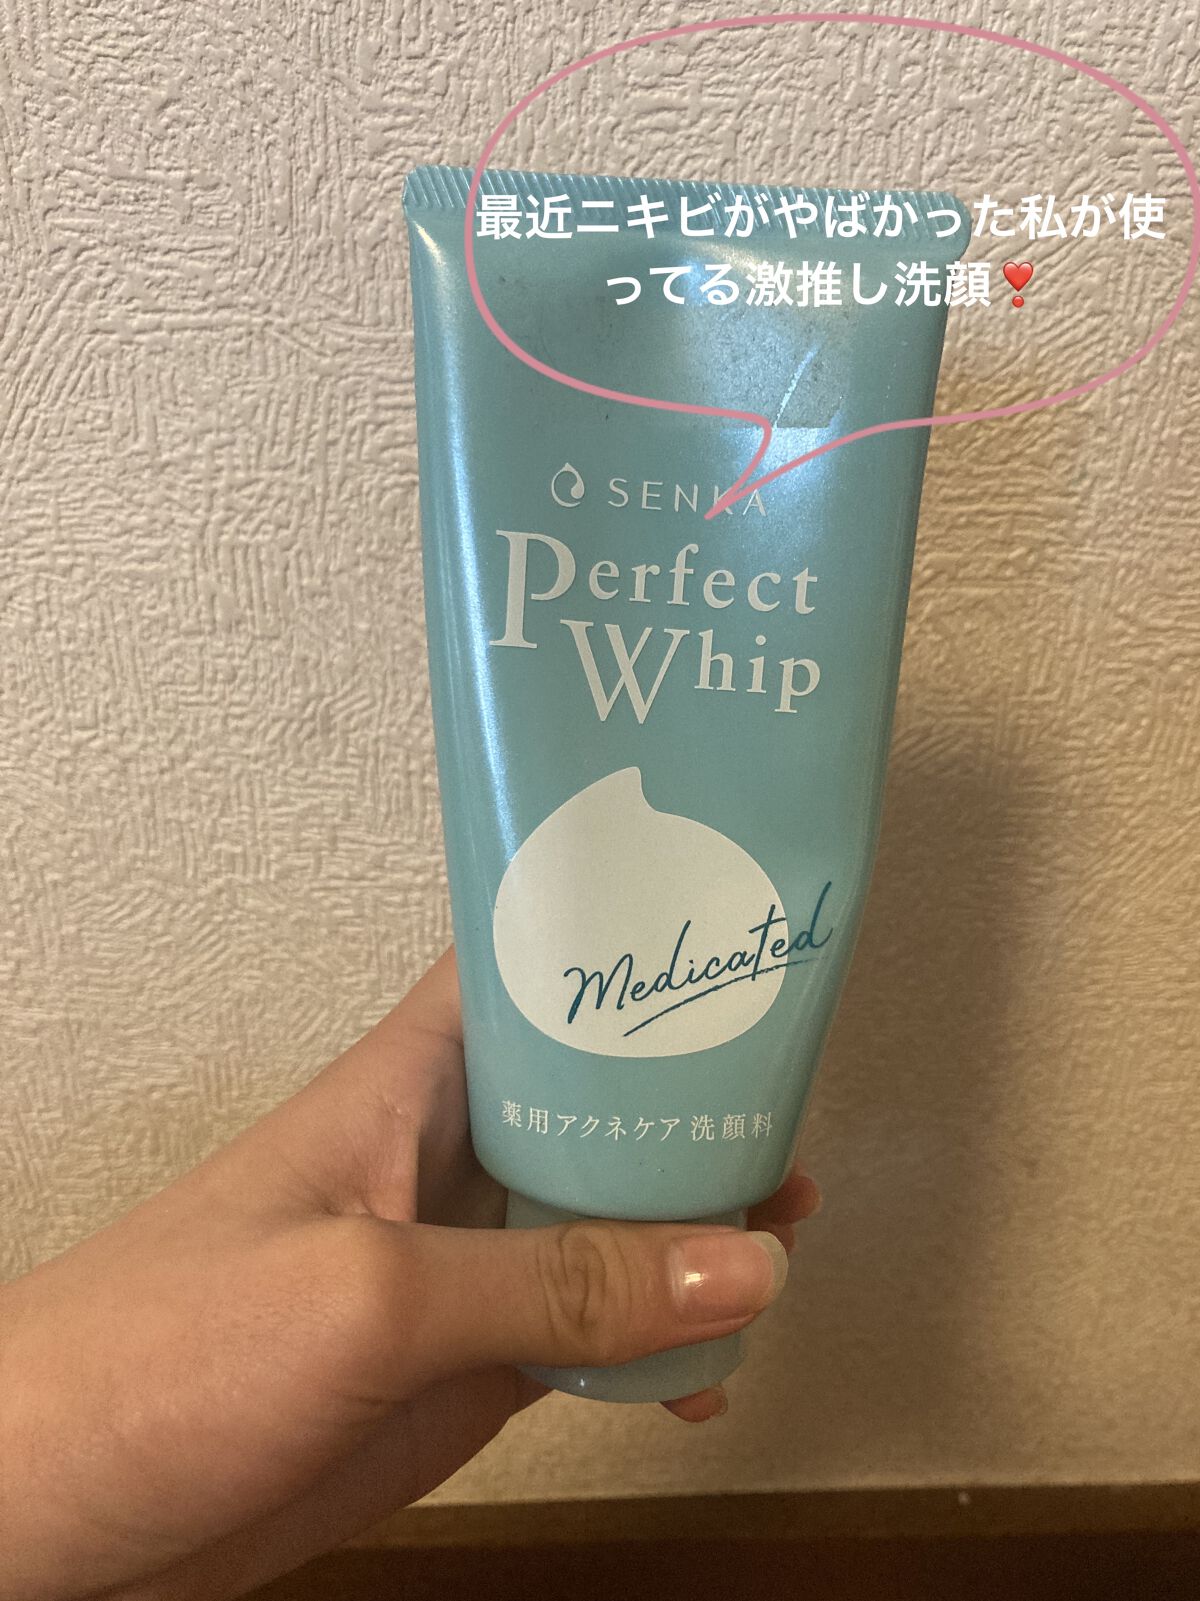 最近ニキビがやばかった私が使
ってる激推し洗顔❣️
SENKA
Perfect
Whip
Medicated
薬用アクネケア 洗顔料